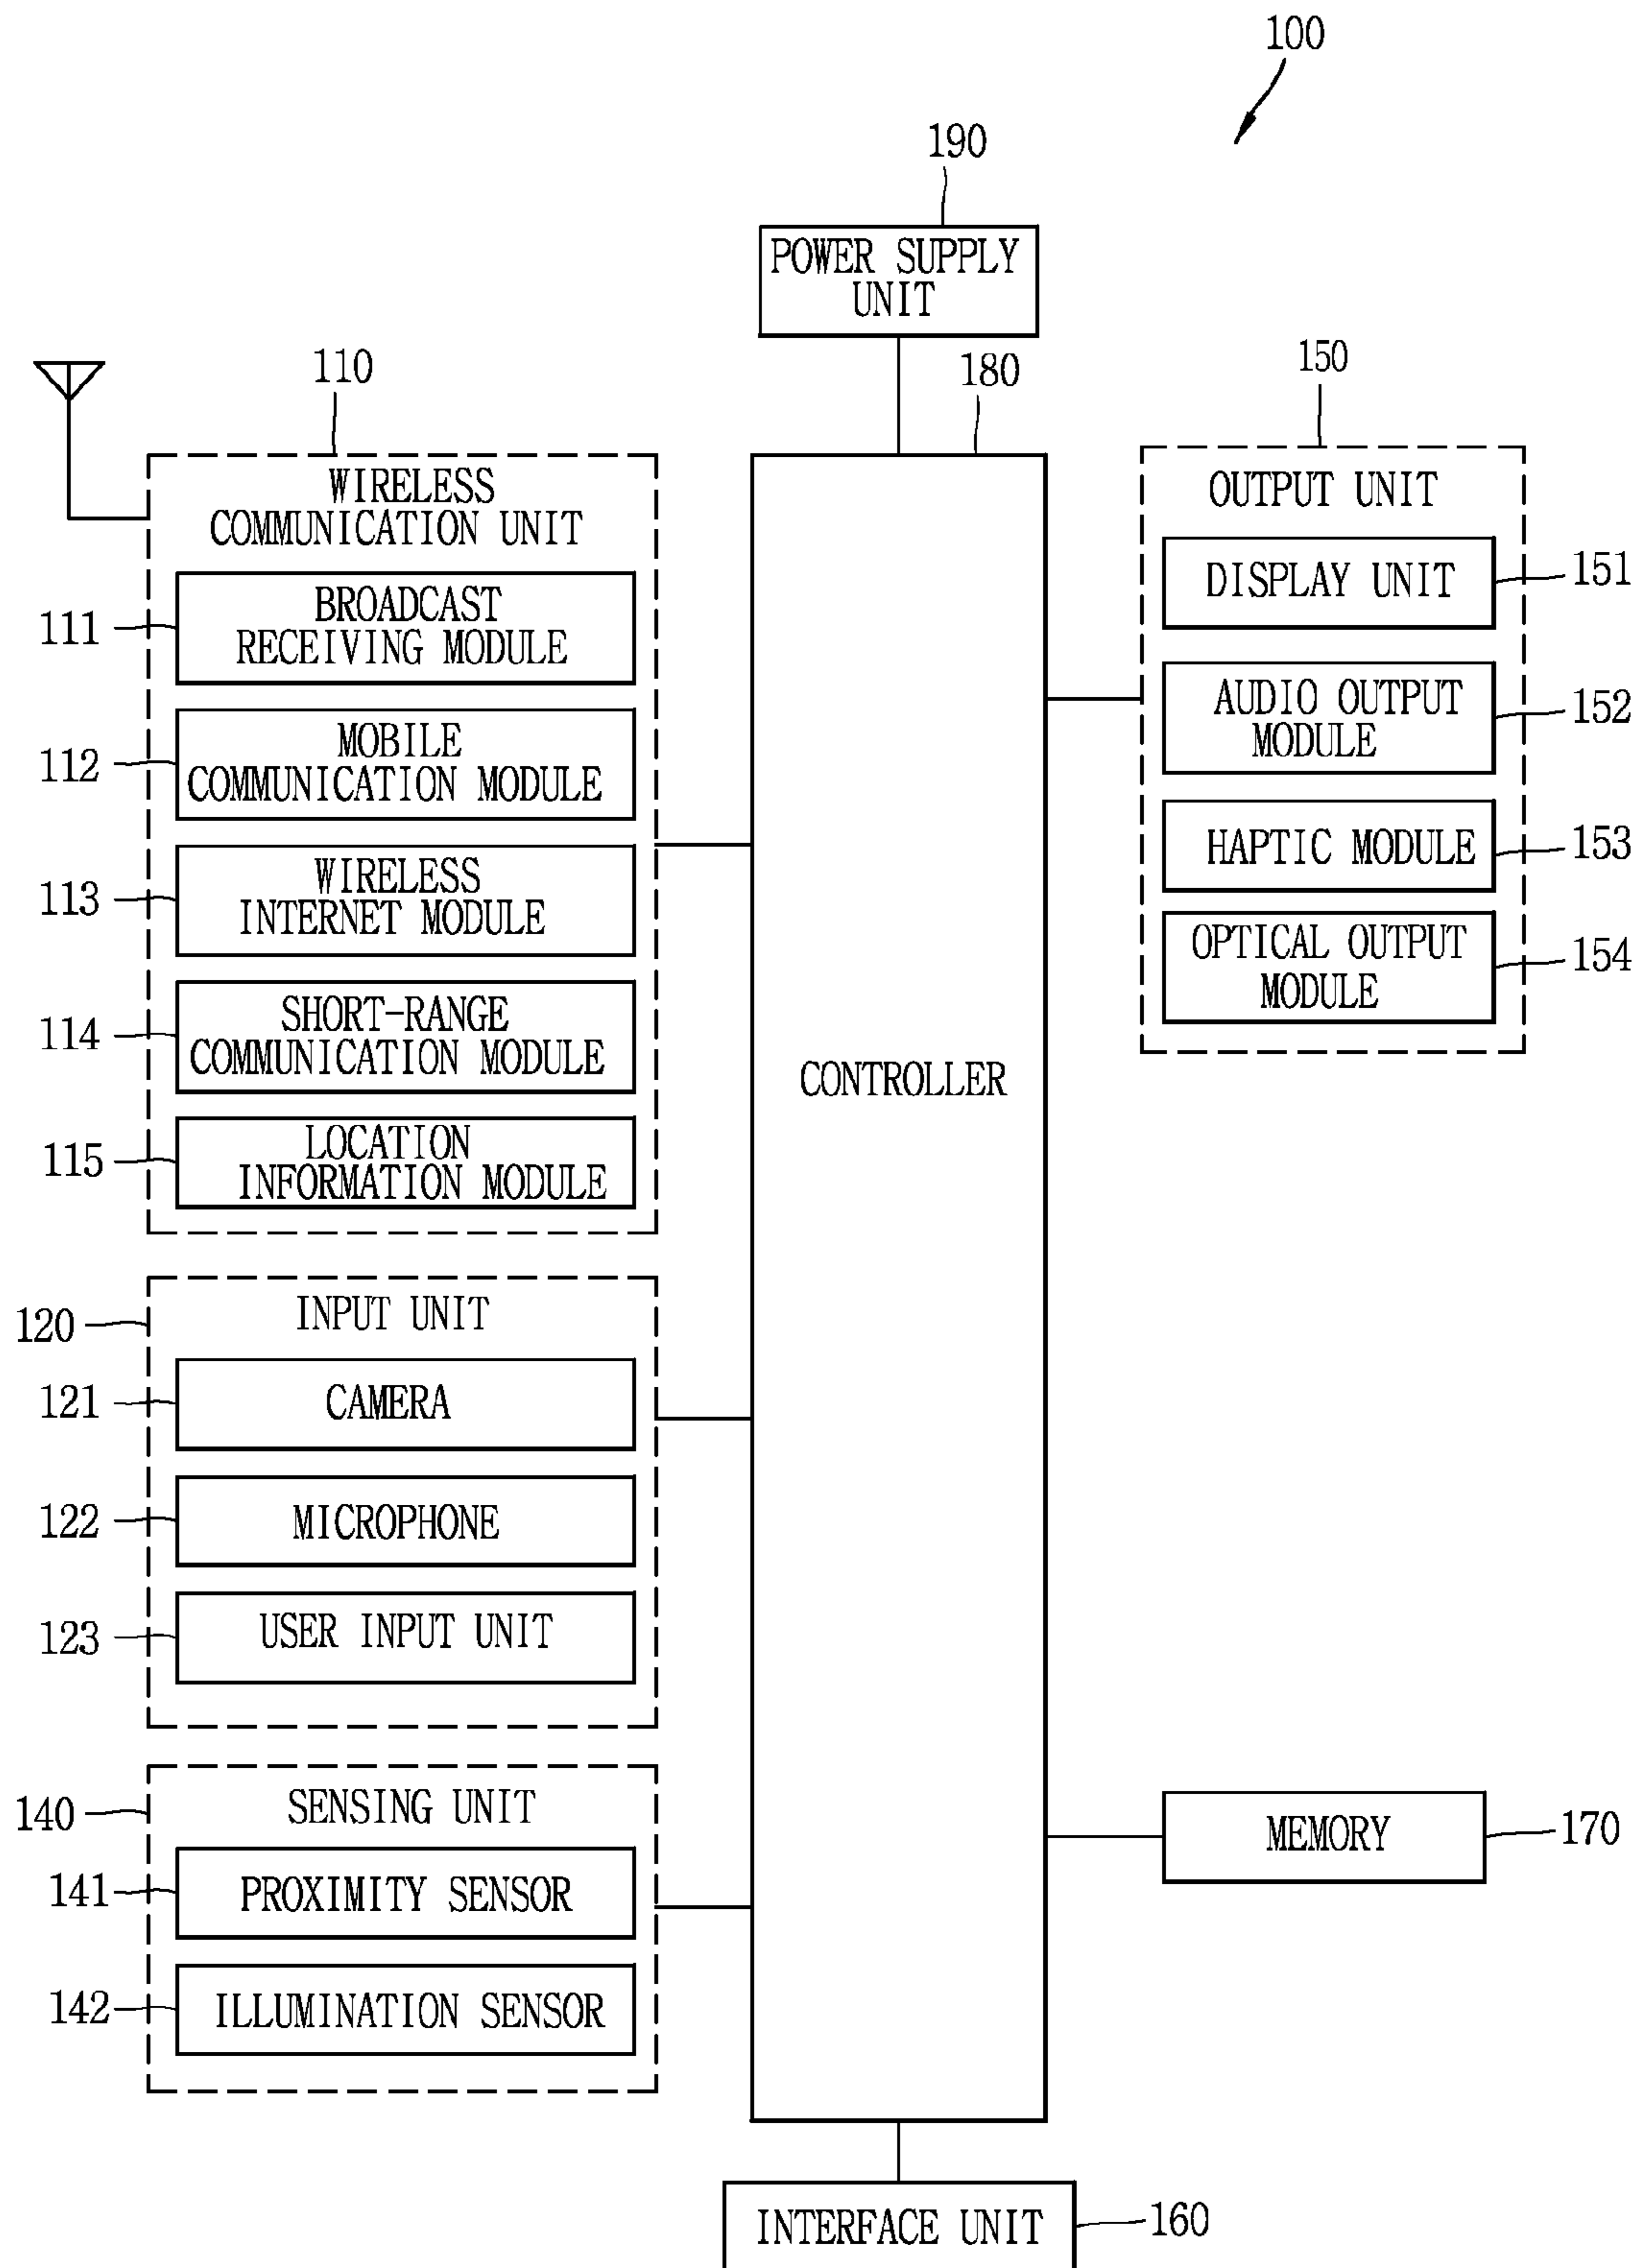 100
190
POWER SUPPLY
UNIT
110
180
150
WIRELESS
COMMUNICATION UNIT
111
BROADCAST
RECEIVING MODULE
112
MOBILE
COMMUNICATION MODULE
113
WIRELESS
INTERNET MODULE
114
SHORT-RANGE
COMMUNICATION MODULE
115
LOCATION
INFORMATION MODULE
120
INPUT UNIT
121
CAMERA
122
MICROPHONE
123
USER INPUT UNIT
140
SENSING UNIT
141
PROXIMITY SENSOR
142
ILLUMINATION SENSOR
CONTROLLER
OUTPUT UNIT
DISPLAY UNIT
151
AUDIO OUTPUT
MODULE
152
HAPTIC MODULE
153
OPTICAL OUTPUT
MODULE
154
MEMORY
170
INTERFACE UNIT
160